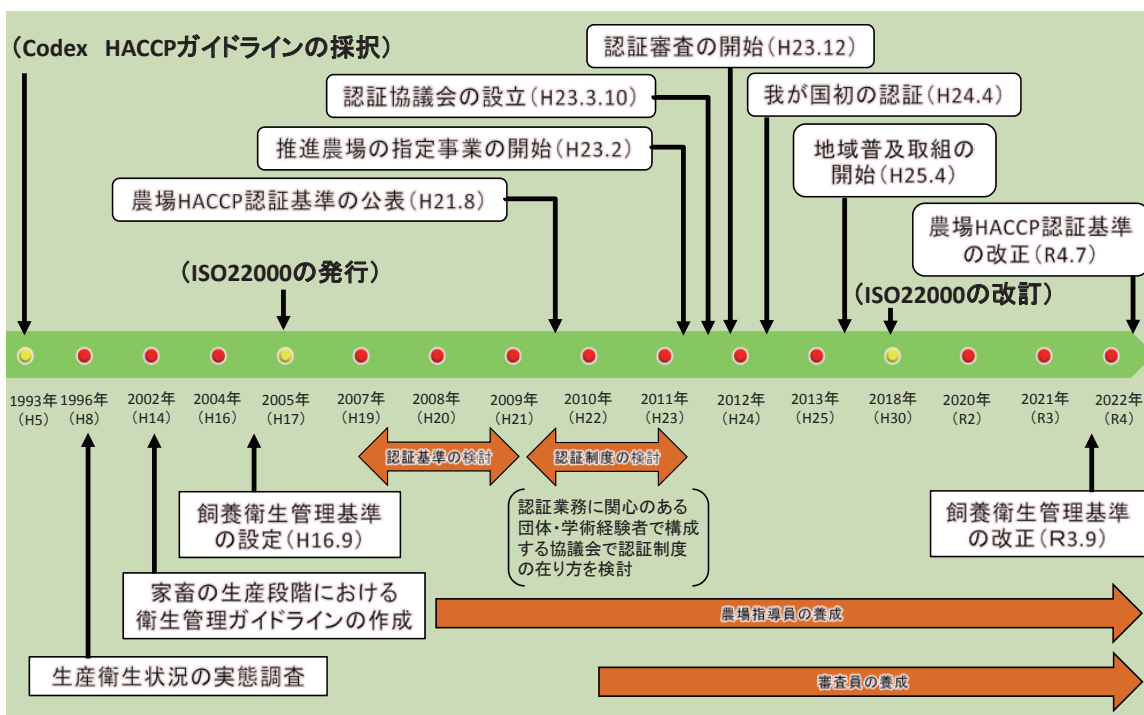 (Codex HACCPガイドラインの採択)
認証審査の開始(H23.12)
認証協議会の設立(H23.3.10)
我が国初の認証(H24.4)
推進農場の指定事業の開始(H23.2)
地域普及取組の
開始(H25.4)
農場HACCP認証基準の公表(H21.8)
農場HACCP認証基準
の改正(R4.7)
(ISO22000の発行)
(ISO22000の改訂)
1993年
(H5)
1996年
(H8)
2002年
(H14)
2004年
(H16)
2005年
(H17)
2007年
(H19)
2008年
(H20)
2009年
(H21)
2010年
(H22)
2011年
(H23)
2012年
(H24)
2013年
(H25)
2018年
(H30)
2020年
(R2)
2021年
(R3)
2022年
(R4)
認証基準の検討
認証制度の検討
飼養衛生管理基準
の設定(H16.9)
認証業務に関心のある
団体・学術経験者で構成
する協議会で認証制度
の在り方を検討
飼養衛生管理基準
の改正(R3.9)
家畜の生産段階における
衛生管理ガイドラインの作成
農場指導員の養成
生産衛生状況の実態調査
審査員の養成